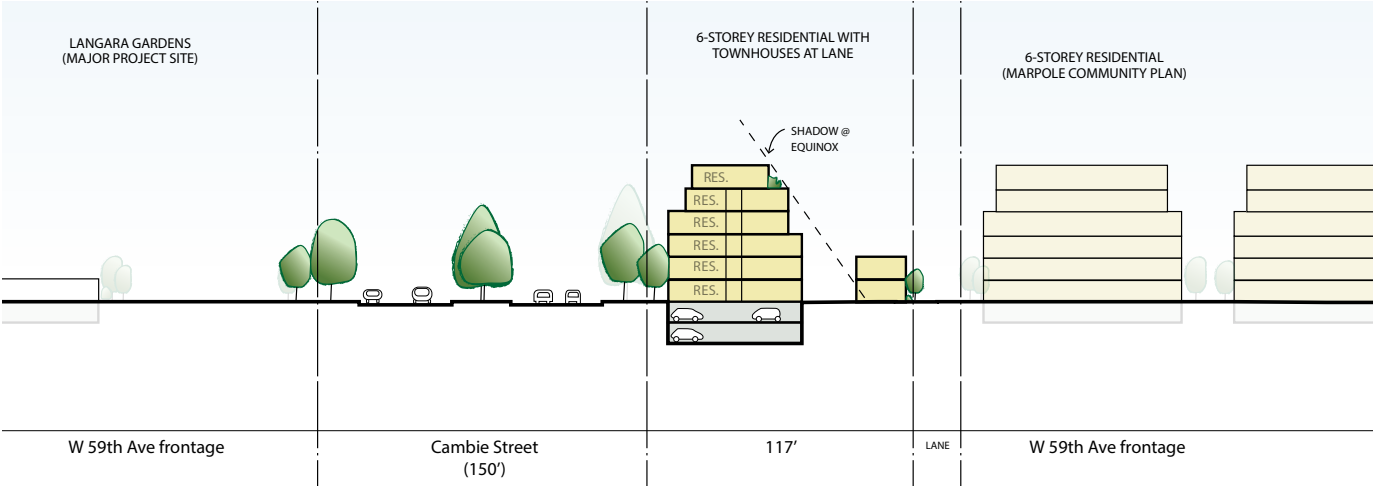 LANGARA GARDENS
(MAJOR PROJECT SITE)
6-STOREY RESIDENTIAL WITH
TOWNHOUSES AT LANE
6-STOREY RESIDENTIAL
(MARPOLE COMMUNITY PLAN)
SHADOW @
EQUINOX
RES.
RES.
RES.
RES.
RES.
RES.
W 59th Ave frontage
Cambie Street
(150’)
117’
LANE
W 59th Ave frontage